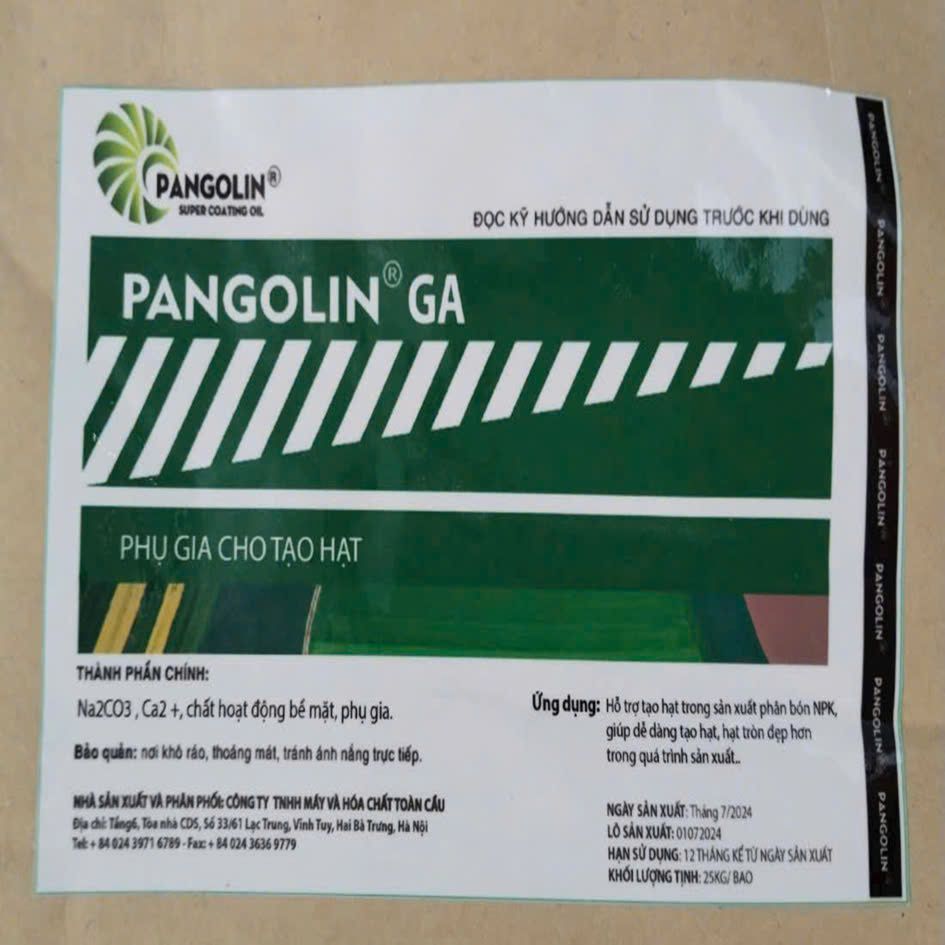 PANGOLIN®
SUPER COATING OIL
ĐỌC KỸ HƯỚNG DẪN SỬ DỤNG TRƯỚC KHI DÙNG
PANGOLIN® GA
PHỤ GIA CHO TẠO HẠT
THÀNH PHẦN CHÍNH:
Na2CO3 , Ca2 +, chất hoạt động bề mặt, phụ gia.
Bảo quản: nơi khô ráo, thoáng mát, tránh ánh nắng trực tiếp.
NHÀ SẢN XUẤT VÀ PHÂN PHỐI: CÔNG TY TNHH MÁY VÀ HÓA CHẤT TOÀN CẦU
Địa chỉ: Tầng6, Tòa nhà CDS, Số 33/61 Lạc Trung, Vĩnh Tuy, Hai Bà Trưng, Hà Nội
Tel: + 84 024 3971 6789 - Fax: + 84 024 3636 9779
Ứng dụng: Hỗ trợ tạo hạt trong sản xuất phân bón NPK,
giúp dễ dàng tạo hạt, hạt tròn đẹp hơn
trong quá trình sản xuất..
NGÀY SẢN XUẤT: Tháng 7/2024
LÔ SẢN XUẤT: 01072024
HẠN SỬ DỤNG: 12 THÁNG KỂ TỪ NGÀY SẢN XUẤT
KHỐI LƯỢNG TỊNH: 25KG/ BAO
PANGOLIN
PANGOLIN
PANGOLIN
PANGOLIN
PANGOLIN
PANGOLIN
PANGOLIN